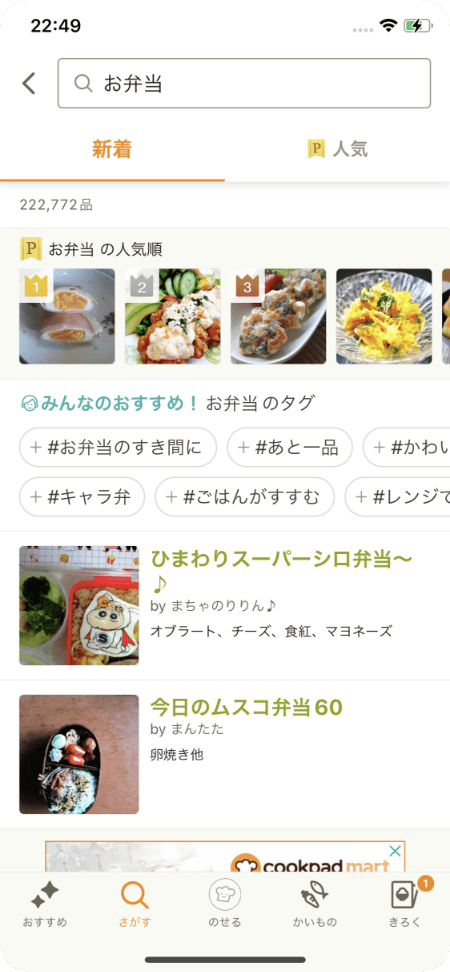 22:49
お弁当
新着
P 人気
222,772品
P お弁当 の人気順
1
2
3
みんなのおすすめ！ お弁当 のタグ
+ #お弁当のすき間に
+ #あと一品
+ #かわい
+ #キャラ弁
+ #ごはんがすすむ
+ #レンジで
ひまわりスーパーシロ弁当〜
♪
by まちゃのりりん♪
オブラート、チーズ、食紅、マヨネーズ
S
今日のムスコ弁当60
by まんたた
卵焼き他
cookpad mart
おすすめ
さがす
のせる
かいもの
きろく
1